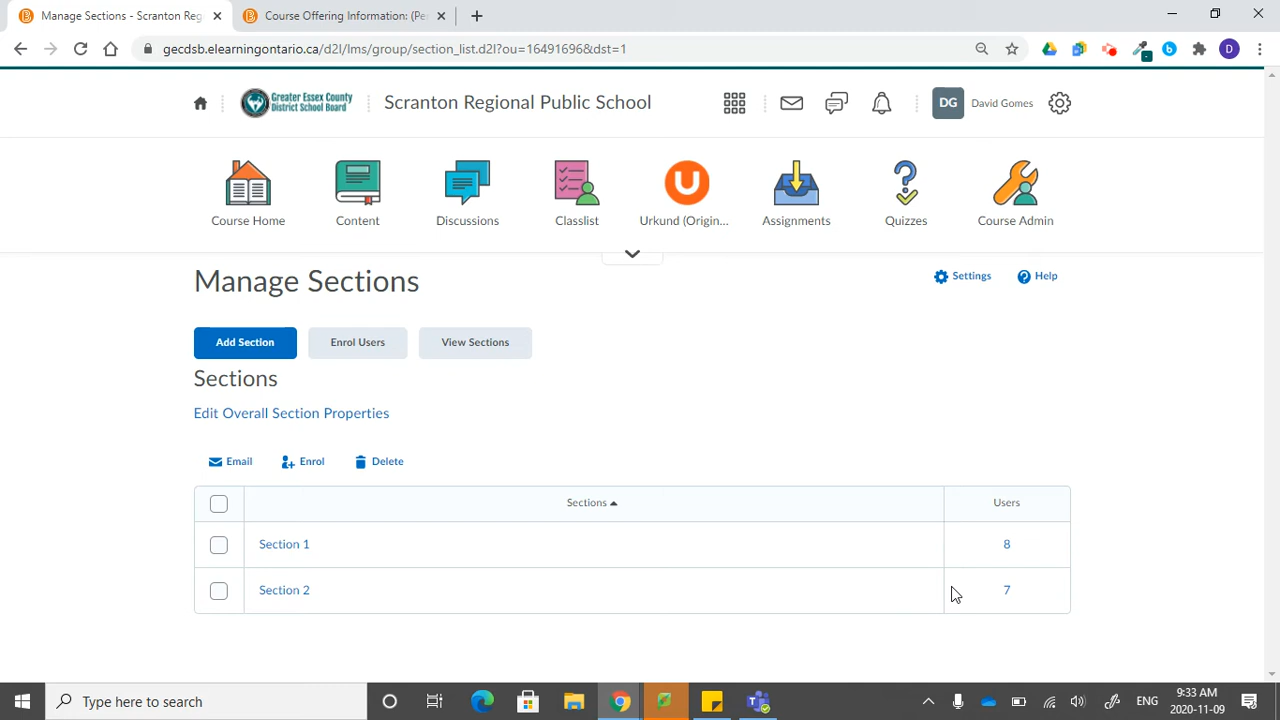 Manage Sections - Scranton Reg
Course Offering Information: (Pe
gecdsb.elearningontario.ca/d2l/lms/group/section_list.d2l?ou=16491696&dst=1
D
Greater Essex County
District School Board
Scranton Regional Public School
DG
David Gomes
Course Home
Content
Discussions
Classlist
Urkund (Origin...
Assignments
Quizzes
Course Admin
Manage Sections
Settings
Help
Add Section
Enrol Users
View Sections
Sections
Edit Overall Section Properties
Email
Enrol
Delete
Sections
Users
Section 1
8
Section 2
7
Type here to search
ENG
9:33 AM
2020-11-09